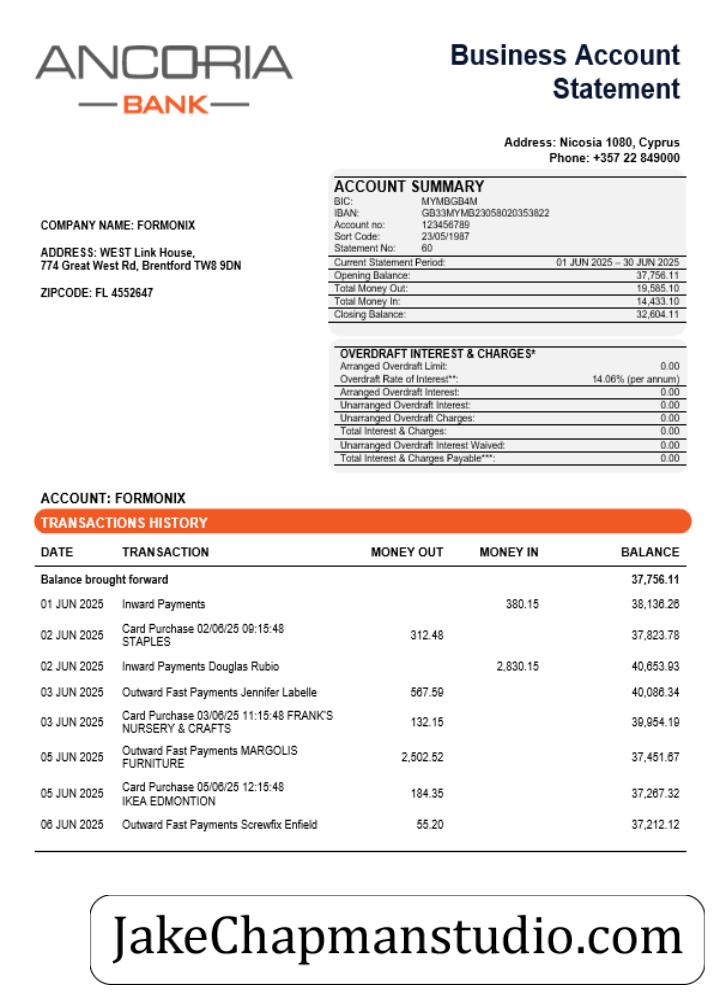 ANCORIA
BANK
Business Account
Statement
Address: Nicosia 1080, Cyprus
Phone: +357 22 849000
COMPANY NAME: FORMONIX
ADDRESS: WEST Link House,
774 Great West Rd, Brentford TW8 9DN
ZIPCODE: FL 4552647
ACCOUNT SUMMARY
BIC: MYMBGB4M
IBAN: GB33MYMB23058020353822
Account no: 123456789
Sort Code: 23/05/1987
Statement No: 60
Current Statement Period: 01 JUN 2025 – 30 JUN 2025
Opening Balance: 37,756.11
Total Money Out: 19,585.10
Total Money In: 14,433.10
Closing Balance: 32,604.11
OVERDRAFT INTEREST & CHARGES*
Arranged Overdraft Limit: 0.00
Overdraft Rate of Interest**: 14.06% (per annum)
Arranged Overdraft Interest: 0.00
Unarranged Overdraft Interest: 0.00
Unarranged Overdraft Charges: 0.00
Total Interest & Charges: 0.00
Unarranged Overdraft Interest Waived: 0.00
Total Interest & Charges Payable***: 0.00
ACCOUNT: FORMONIX
TRANSACTIONS HISTORY
DATE TRANSACTION MONEY OUT MONEY IN BALANCE
Balance brought forward 37,756.11
01 JUN 2025 Inward Payments 380.15 38,136.26
02 JUN 2025 Card Purchase 02/06/25 09:15:48 312.48 37,823.78
STAPLES
02 JUN 2025 Inward Payments Douglas Rubio 2,830.15 40,653.93
03 JUN 2025 Outward Fast Payments Jennifer Labelle 567.59 40,086.34
03 JUN 2025 Card Purchase 03/06/25 11:15:48 FRANK'S 132.15 39,954.19
NURSERY & CRAFTS
05 JUN 2025 Outward Fast Payments MARGOLIS 2,502.52 37,451.67
FURNITURE
05 JUN 2025 Card Purchase 05/06/25 12:15:48 184.35 37,267.32
IKEA EDMONTION
06 JUN 2025 Outward Fast Payments Screwfix Enfield 55.20 37,212.12
JakeChapmanstudio.com